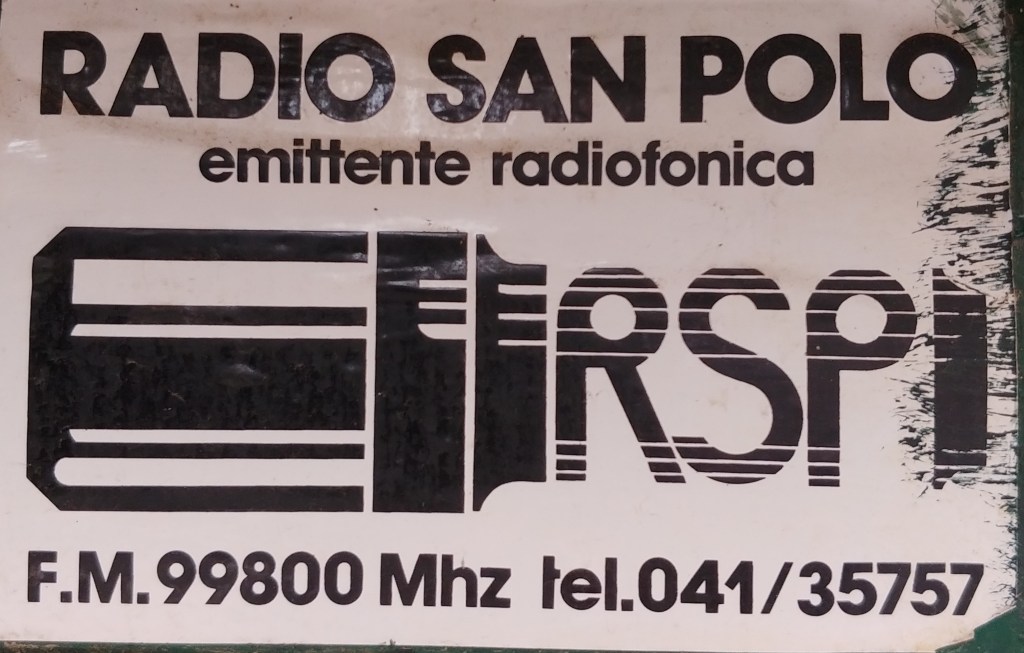 RADIO SAN POLO
emittente radiofonica
RSP
F.M. 99800 Mhz tel.041/35757